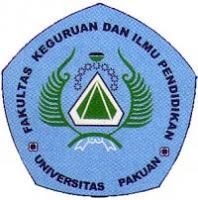 FAKULTAS KEGURUAN DAN ILMU PENDIDIKAN
UNIVERSITAS PAKUAN